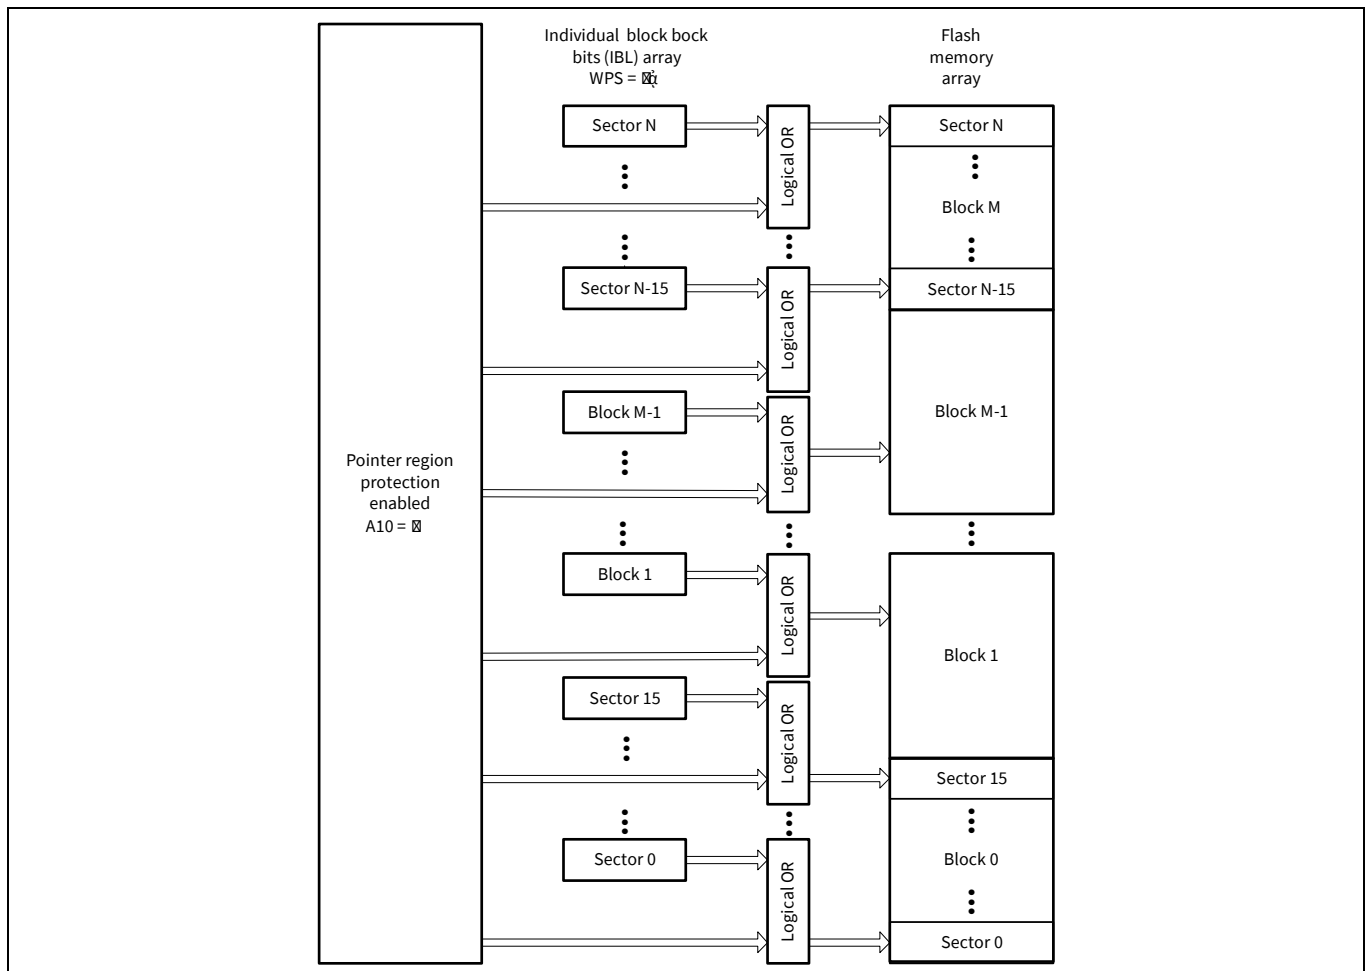 Individual block bock
bits (IBL) array
WPS =
Flash
memory
array
Sector N
Logical OR
Sector N
Block M
Sector N-15
Logical OR
Sector N-15
Block M-1
Logical OR
Block M-1
Pointer region
protection
enabled
A10 =
Block 1
Logical OR
Block 1
Sector 15
Logical OR
Sector 15
Sector 0
Logical OR
Block 0
Sector 0